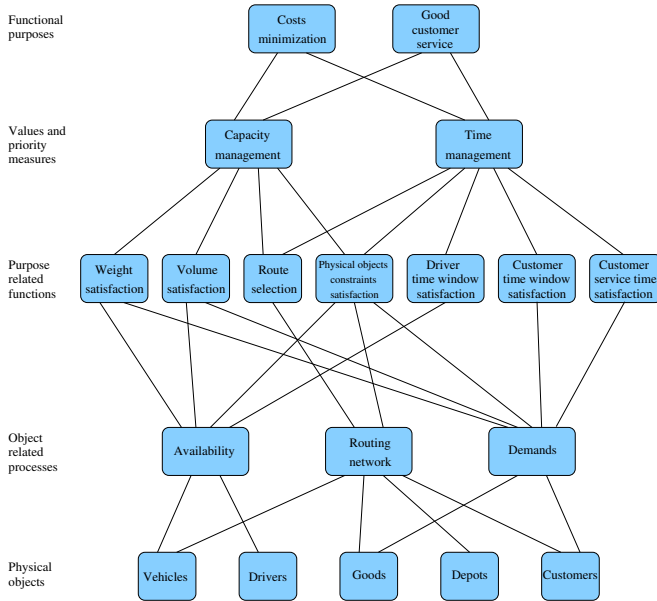 Functional
purposes
Costs
minimization
Good
customer
service
Values and
priority
measures
Capacity
management
Time
management
Purpose
related
functions
Weight
satisfaction
Volume
satisfaction
Route
selection
Physical objects
constraints
satisfaction
Driver
time window
satisfaction
Customer
time window
satisfaction
Customer
service time
satisfaction
Object
related
processes
Availability
Routing
network
Demands
Physical
objects
Vehicles
Drivers
Goods
Depots
Customers